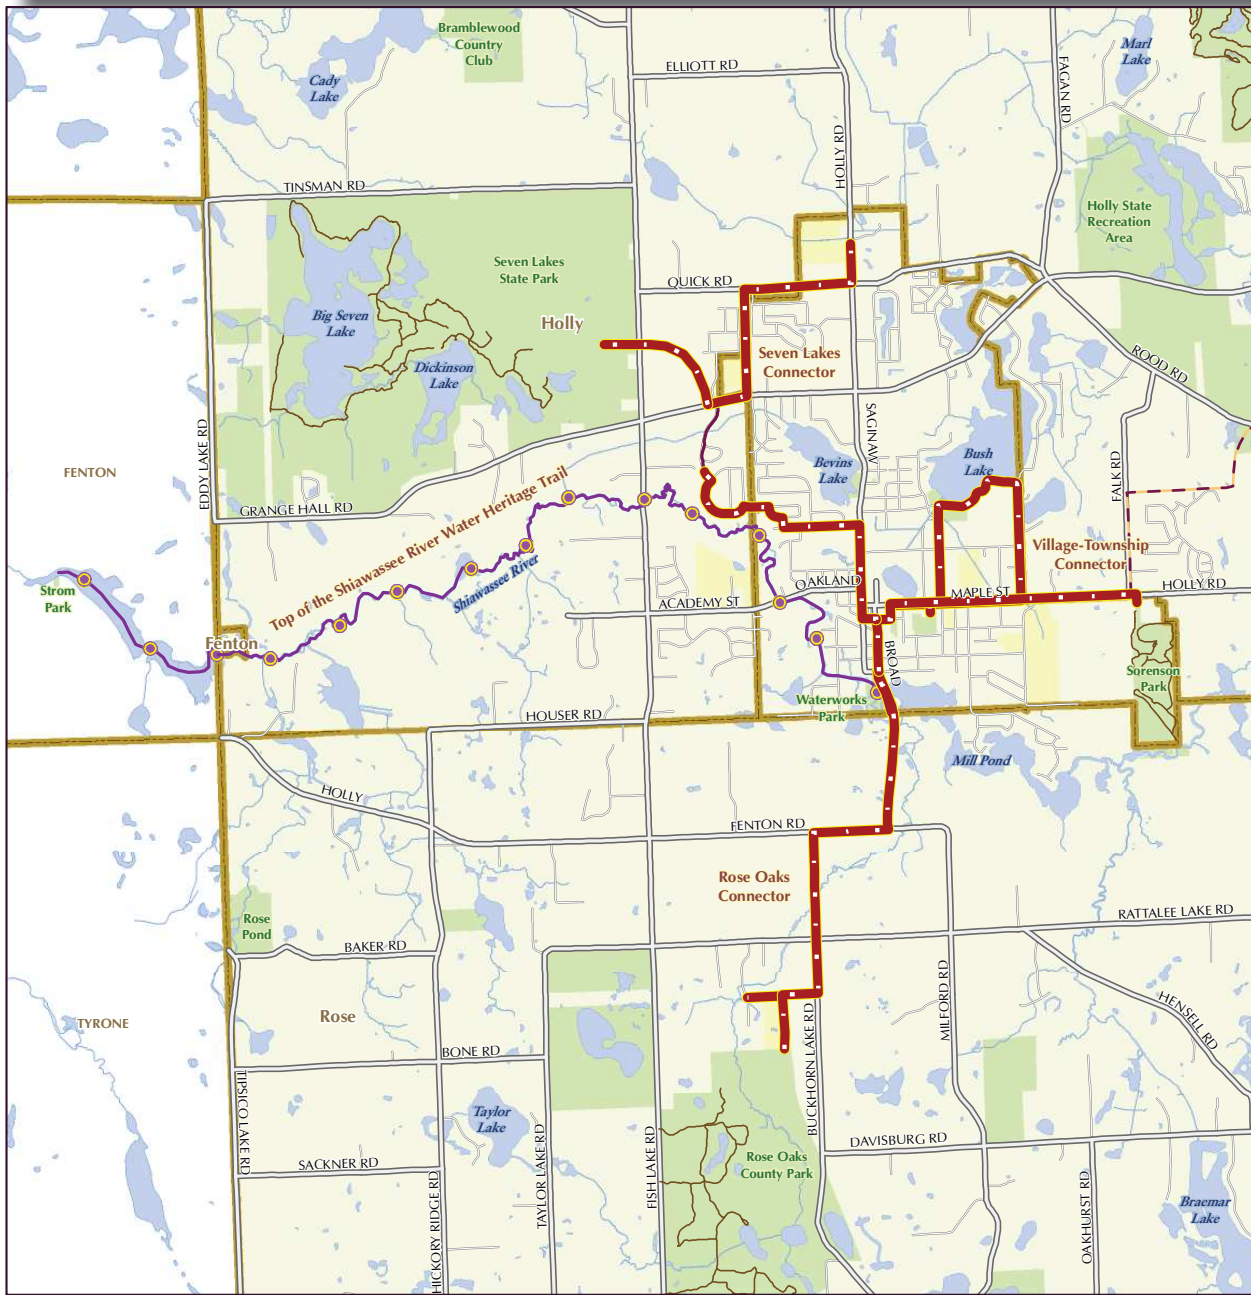 Bramblewood
Country
Club
Marl
Lake
ELLIOTT RD
Cady
Lake
FAGAN RD
HOLLY RD
TINSMAN RD
Holly State
Recreation
Area
Seven Lakes
State Park
QUICK RD
Big Seven
Lake
Holly
Seven Lakes
Connector
ROOD RD
Dickinson
Lake
SAGINAW
EDDY LAKE RD
FENTON
Bevins
Lake
Bush
Lake
FALK RD
GRANGE HALL RD
Top of the Shiawassee River Water Heritage Trail
Village-Township
Connector
Strom
Park
Shiawassee River
OAKLAND
MAPLE ST
HOLLY RD
ACADEMY ST
Fenton
BROAD
Sorenson
Park
Waterworks
Park
HOUSER RD
Mill Pond
HOLLY
FENTON RD
Rose Oaks
Connector
Rose
Pond
RATTALEE LAKE RD
BAKER RD
MILFORD RD
HENSELL RD
TYRONE
Rose
BONE RD
BUCKHORN LAKE RD
TIPSICO LAKE RD
Taylor
Lake
TAYLOR LAKE RD
FISH LAKE RD
DAVISBURG RD
SACKNER RD
Rose Oaks
County Park
HICKORY RIDGE RD
OAKHURST RD
Braemar
Lake